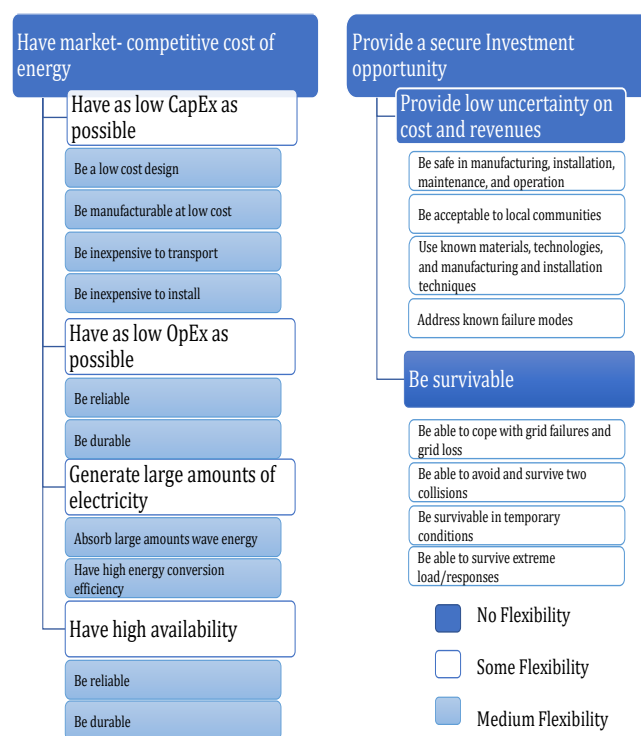 Have market- competitive cost of
energy
Have as low CapEx as
possible
Be a low cost design
Be manufacturable at low cost
Be inexpensive to transport
Be inexpensive to install
Have as low OpEx as
possible
Be reliable
Be durable
Generate large amounts of
electricity
Absorb large amounts wave energy
Have high energy conversion
efficiency
Have high availability
Be reliable
Be durable
Provide a secure Investment
opportunity
Provide low uncertainty on
cost and revenues
Be safe in manufacturing, installation,
maintenance, and operation
Be acceptable to local communities
Use known materials, technologies,
and manufacturing and installation
techniques
Address known failure modes
Be survivable
Be able to cope with grid failures and
grid loss
Be able to avoid and survive two
collisions
Be survivable in temporary
conditions
Be able to survive extreme
load/responses
No Flexibility
Some Flexibility
Medium Flexibility